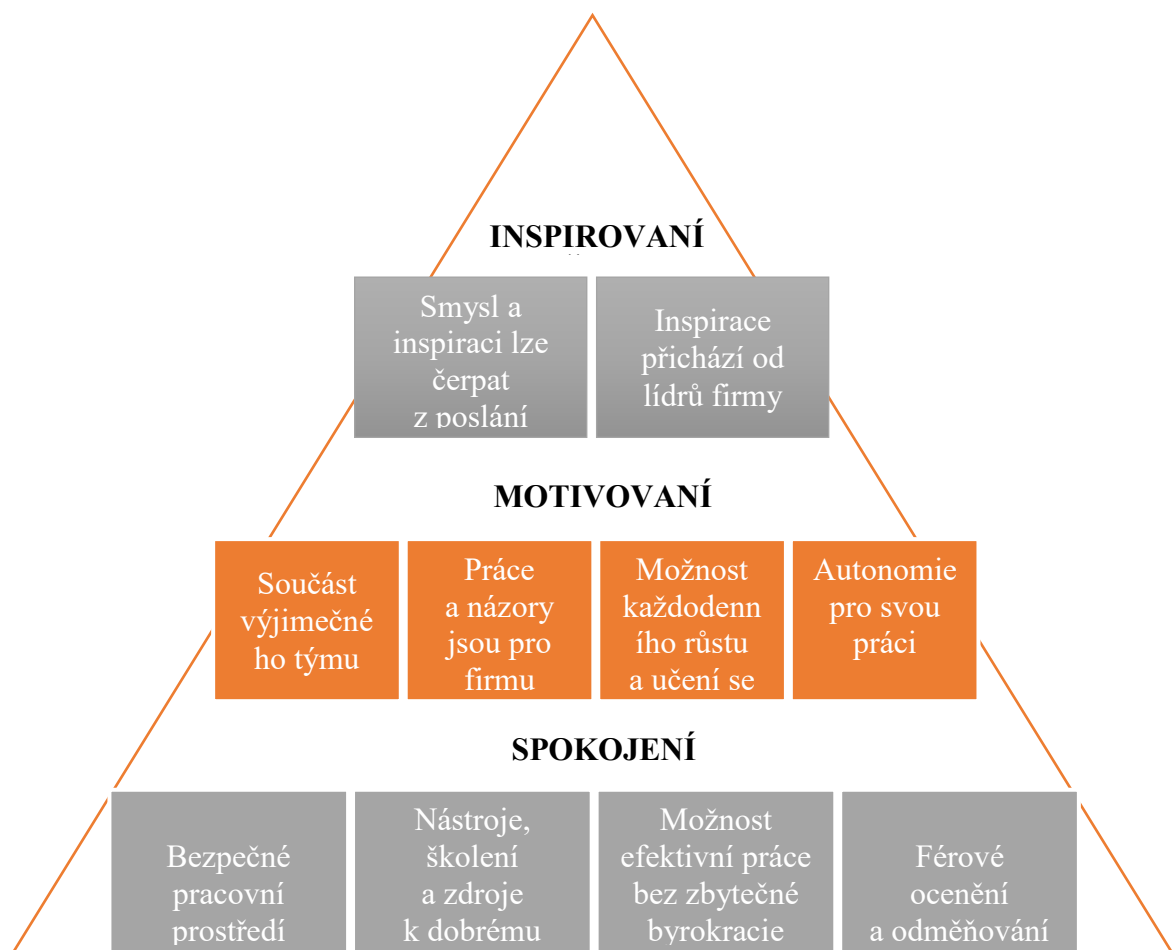 INSPIROVANÍ
Smysl a
inspiraci lze
čerpat
z poslání
Inspirace
přichází od
lídrů firmy
MOTIVOVANÍ
Součást
výjimečné
ho týmu
Práce
a názory
jsou pro
firmu
Možnost
každodenn
ího růstu
a učení se
Autonomie
pro svou
práci
SPOKOJENÍ
Bezpečné
pracovní
prostředí
Nástroje,
školení
a zdroje
k dobrému
Možnost
efektivní práce
bez zbytečné
byrokracie
Férové
ocenění
a odměňování